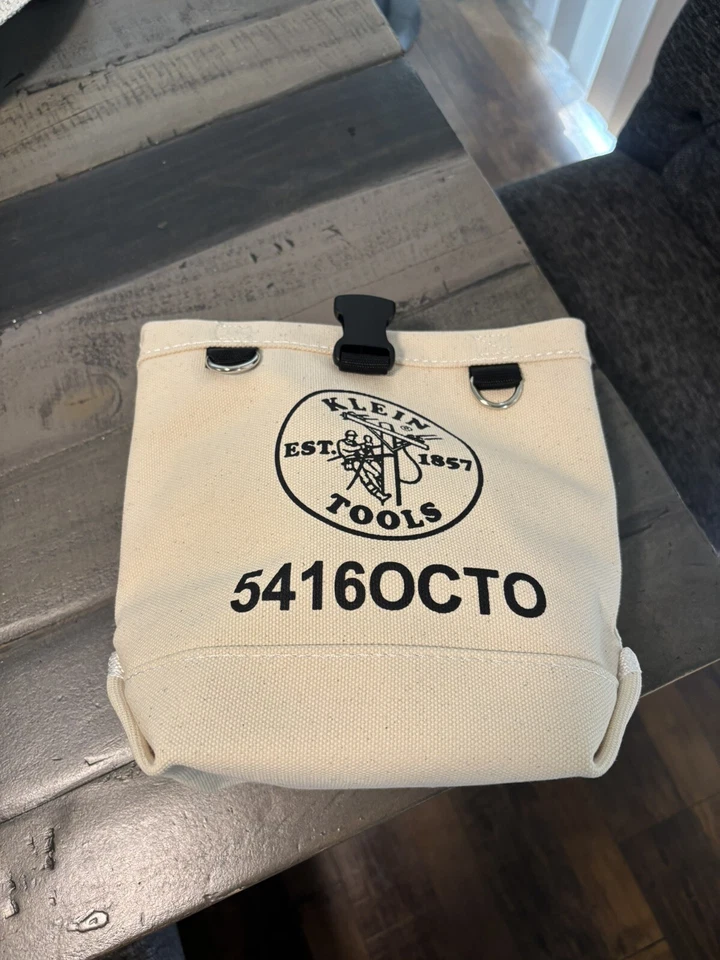 KLEIN
®
EST. 1857
TOOLS
5416OCTO